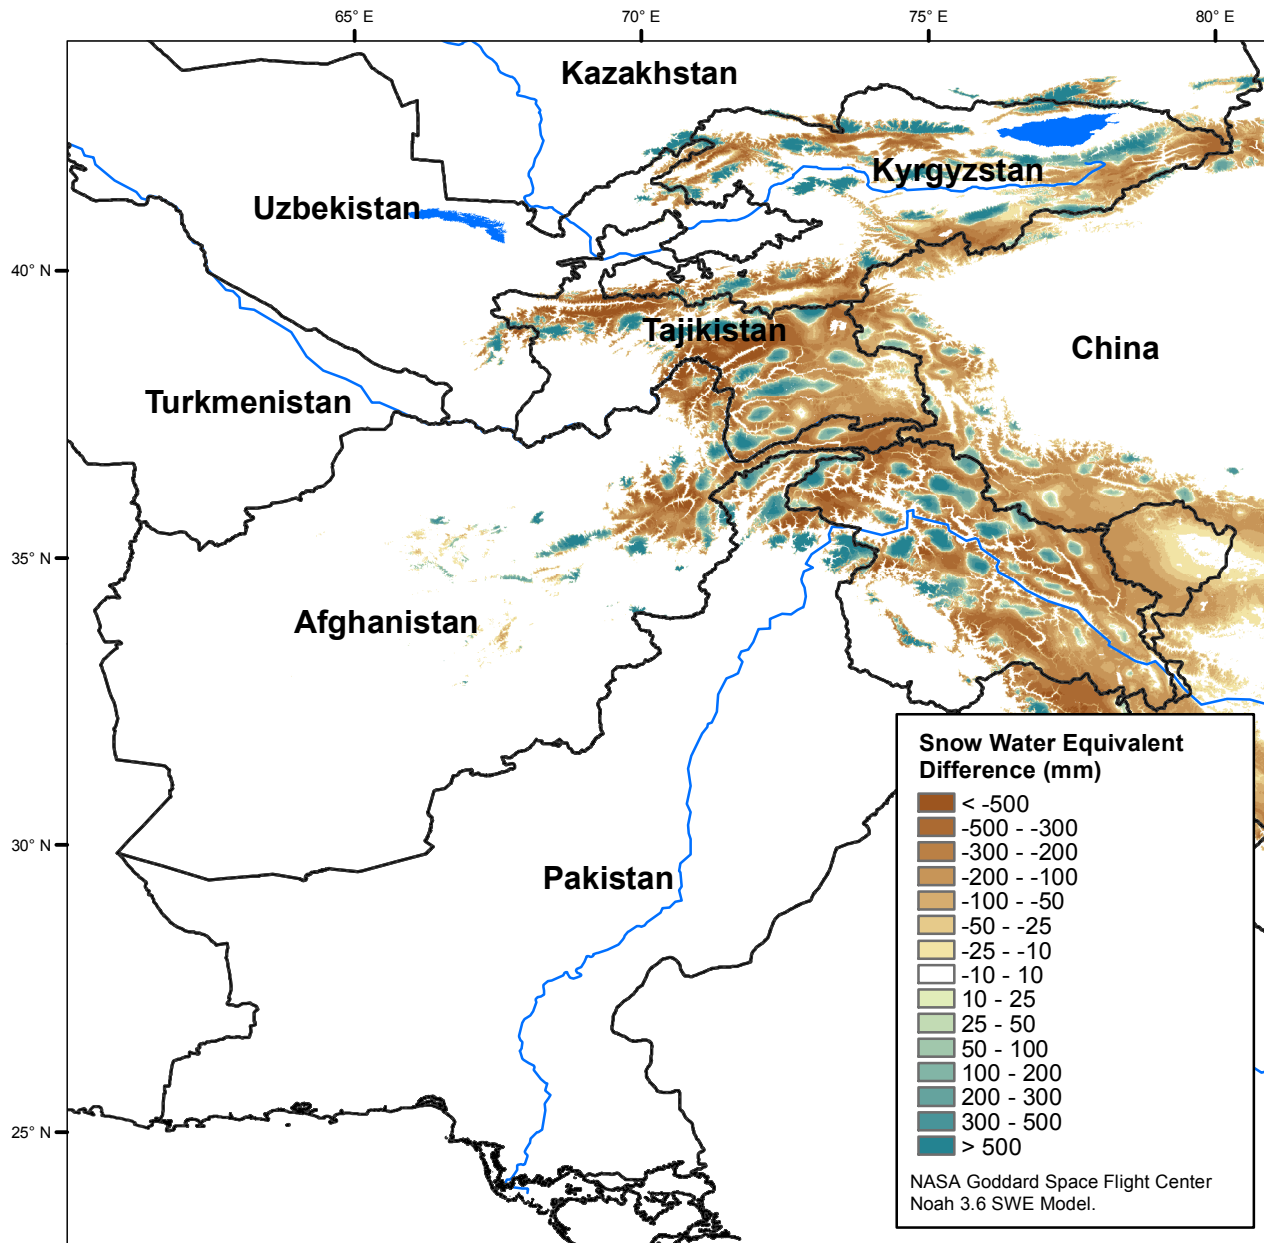 65° E
70° E
75° E
80° E
Kazakhstan
Kyrgyzstan
Uzbekistan
40° N
Tajikistan
China
Turkmenistan
35° N
Afghanistan
Snow Water Equivalent
Difference (mm)
< -500
-500 - -300
-300 - -200
-200 - -100
-100 - -50
-50 - -25
-25 - -10
-10 - 10
10 - 25
25 - 50
50 - 100
100 - 200
200 - 300
300 - 500
> 500
30° N
Pakistan
25° N
NASA Goddard Space Flight Center
Noah 3.6 SWE Model.